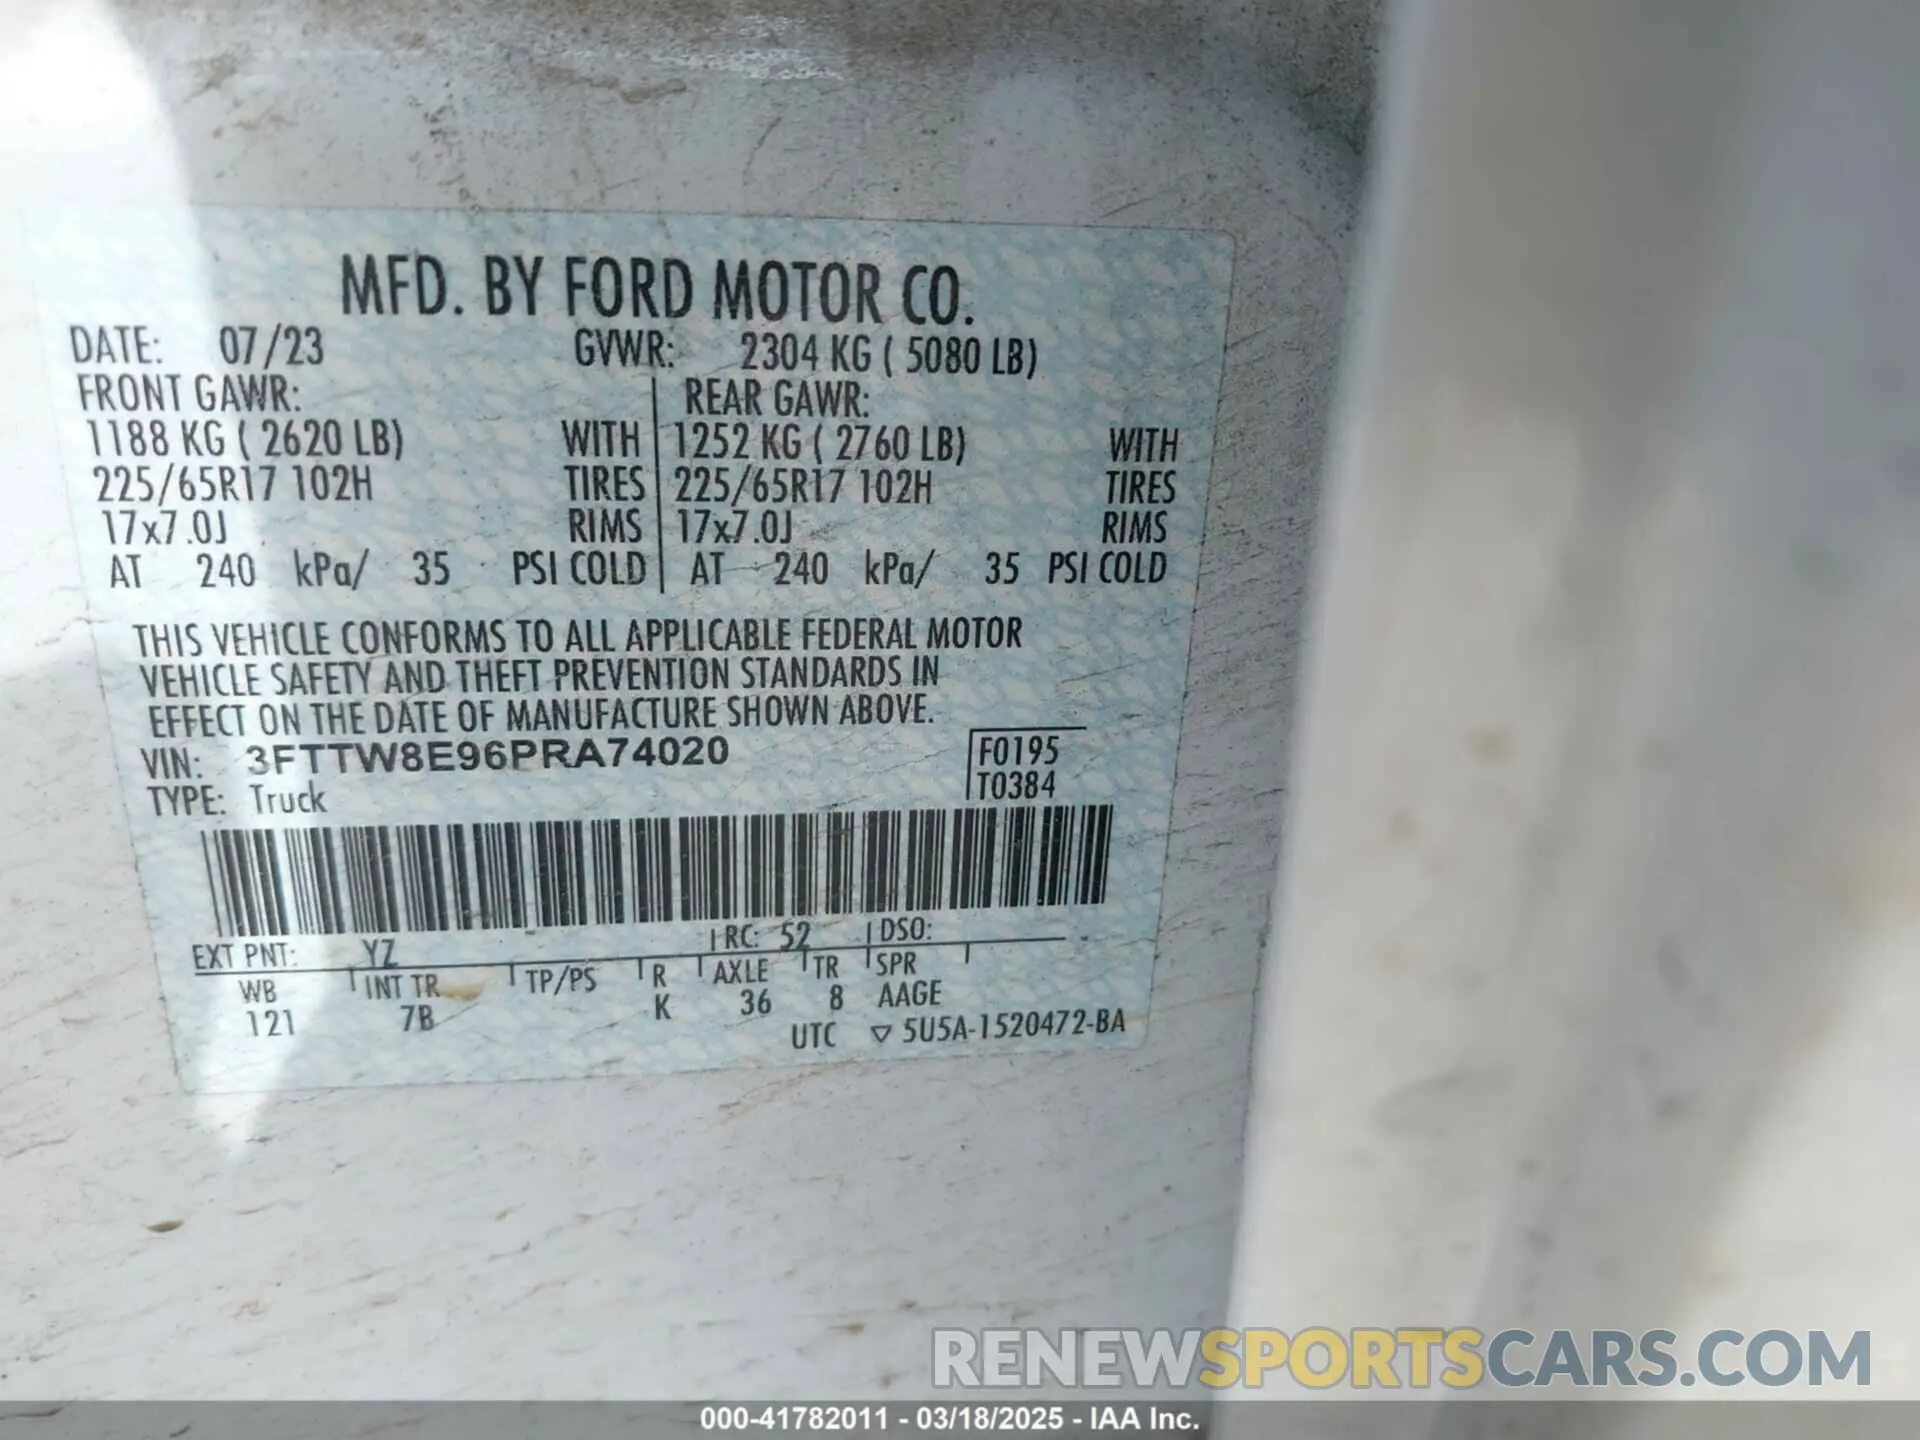 MFD. BY FORD MOTOR CO.
DATE: 07/23 GVWR: 2304 KG ( 5080 LB)
FRONT GAWR: REAR GAWR:
1188 KG ( 2620 LB) WITH 1252 KG ( 2760 LB) WITH
225/65R17 102H TIRES 225/65R17 102H TIRES
17x7.0J RIMS 17x7.0J RIMS
AT 240 kPa/ 35 PSI COLD AT 240 kPa/ 35 PSI COLD
THIS VEHICLE CONFORMS TO ALL APPLICABLE FEDERAL MOTOR
VEHICLE SAFETY AND THEFT PREVENTION STANDARDS IN
EFFECT ON THE DATE OF MANUFACTURE SHOWN ABOVE.
VIN: 3FTTW8E96PRA74020 F0195
TYPE: Truck T0384
EXT PNT: YZ RC: 52 DSO:
WB INT TR TP/PS R AXLE TR SPR
121 7B K 36 8 AAGE
UTC ▽ 5U5A-1520472-BA
RENEWSPORTSCARS.COM
000-41782011 - 03/18/2025 - IAA Inc.